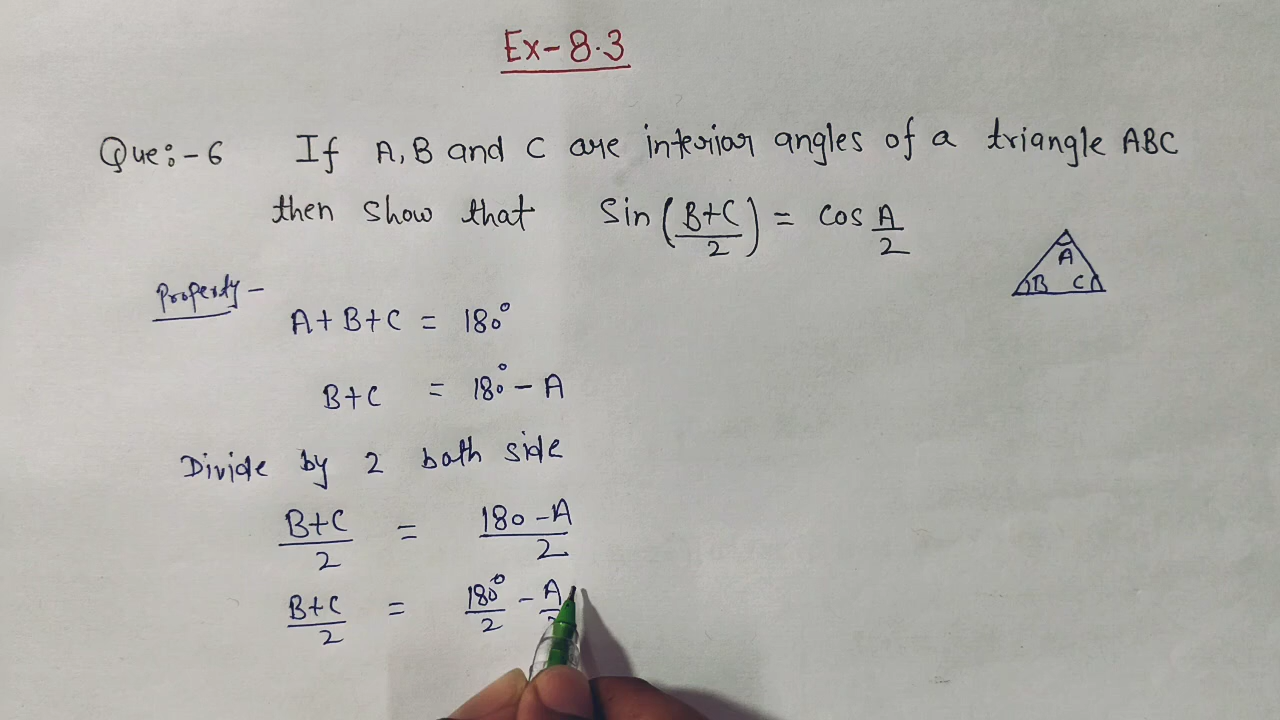 Ex-8.3
Que:-6 If A, B and C are interiar angles of a triangle ABC
then show that Sin(B+C/2) = cos A/2
A
B C
Property-
A+B+C = 180°
B+C = 180° - A
Divide by 2 both side
B+C/2 = 180-A/2
B+C/2 = 180°/2 - A